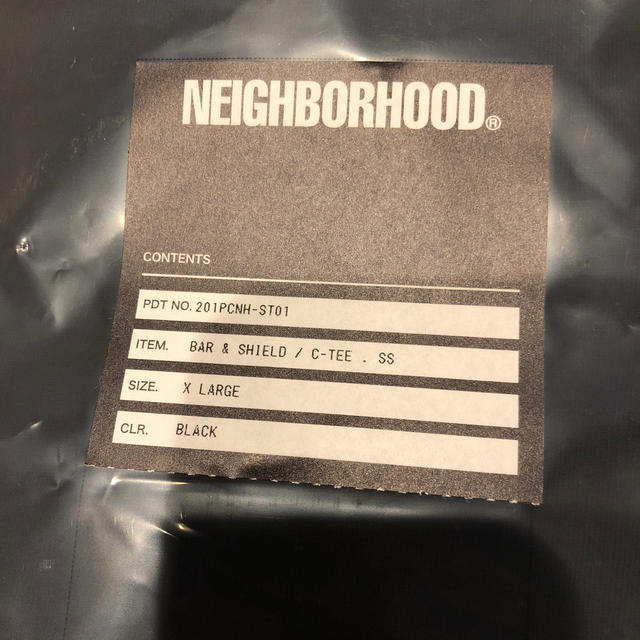 NEIGHBORHOOD®
CONTENTS
PDT NO. 201PCNH-ST01
ITEM. BAR & SHIELD / C-TEE . SS
SIZE. X LARGE
CLR. BLACK